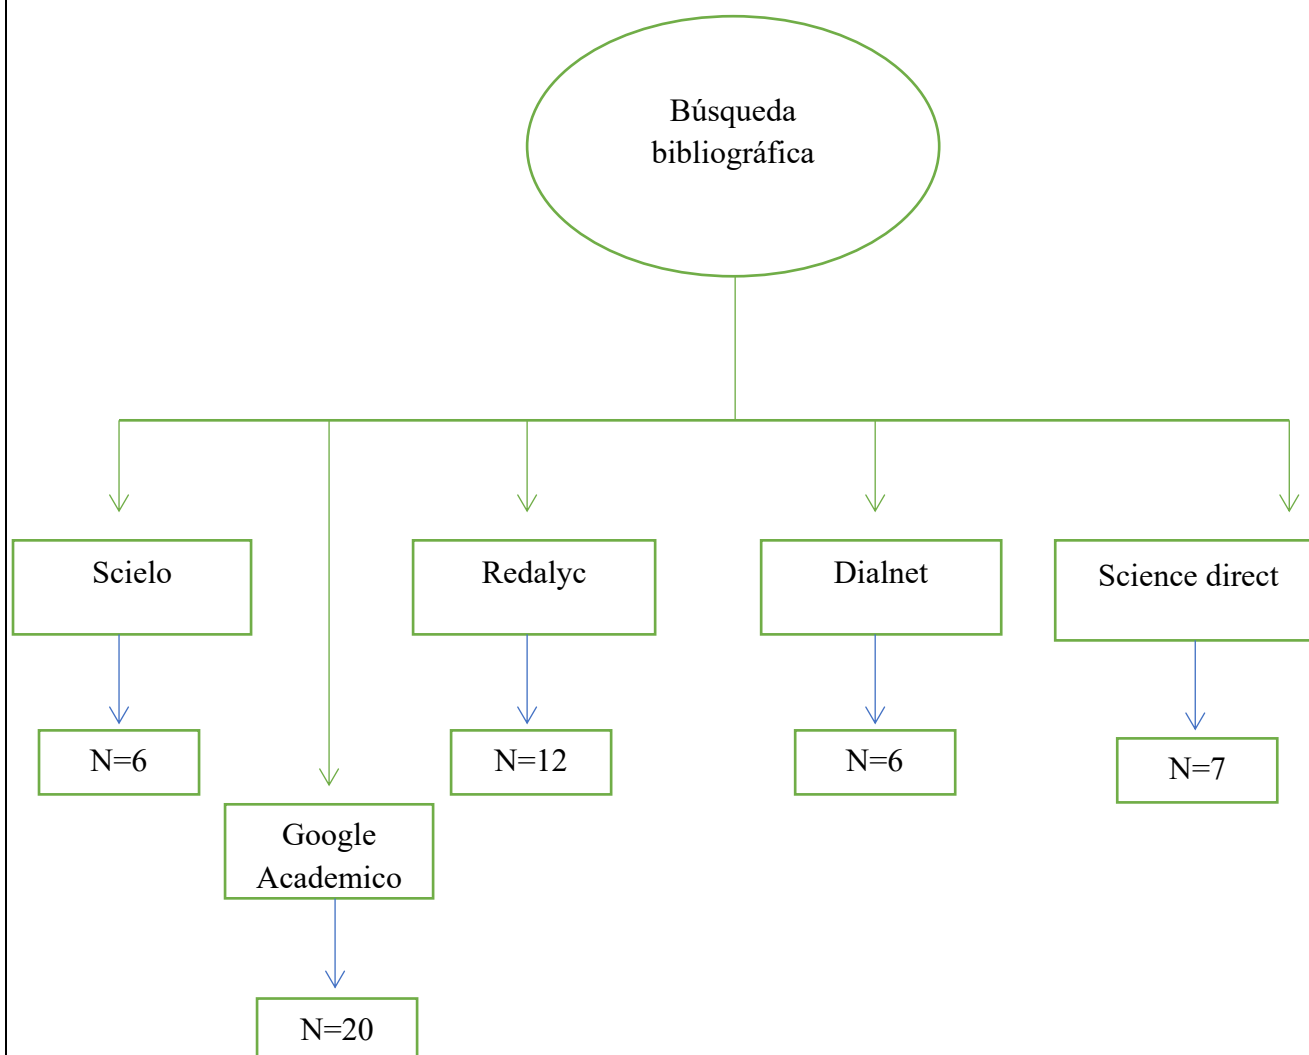 Búsqueda
bibliográfica
Scielo
Redalyc
Dialnet
Science direct
N=6
N=12
N=6
N=7
Google
Academico
N=20